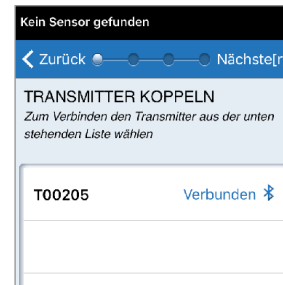 Kein Sensor gefunden
Zurück Nächste[r
TRANSMITTER KOPPELN
Zum Verbinden den Transmitter aus der unten
stehenden Liste wählen
T00205 Verbunden